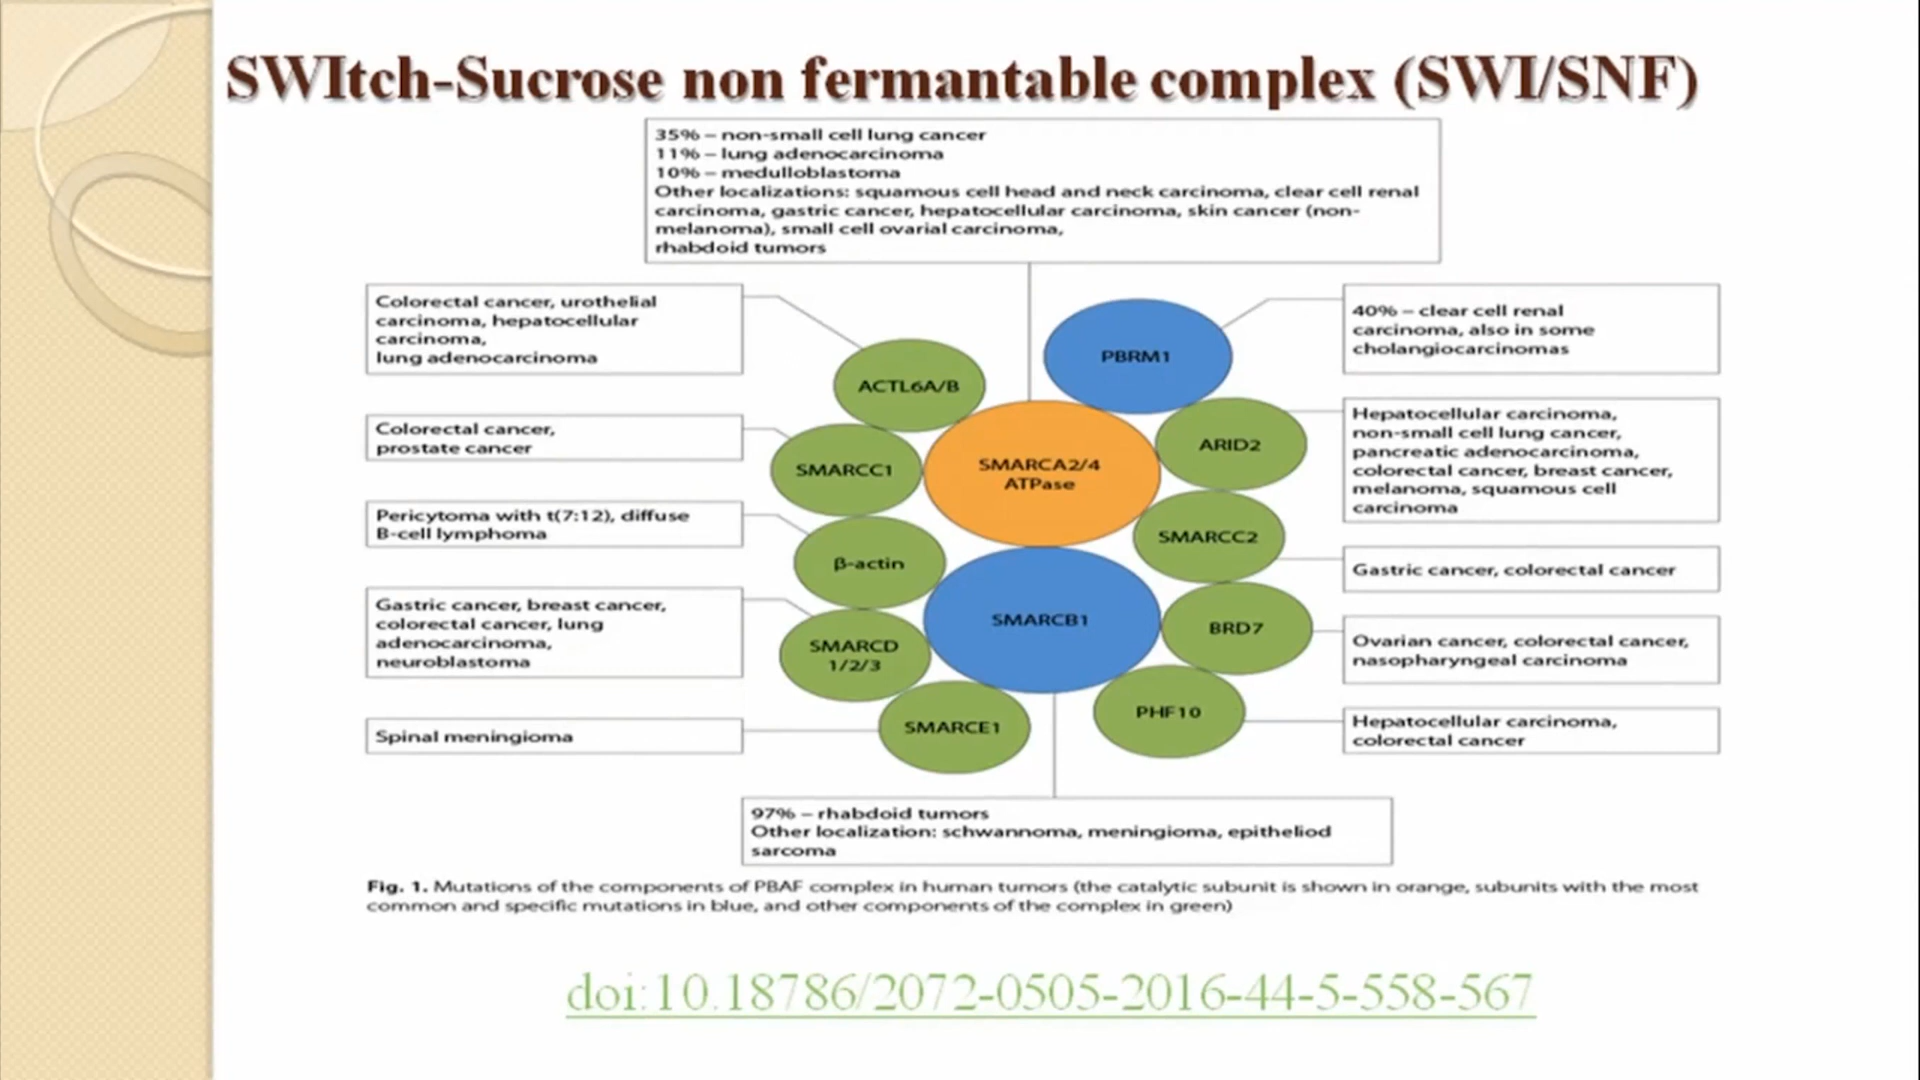 SWItch-Sucrose non fermantable complex (SWI/SNF)
35% – non-small cell lung cancer
11% – lung adenocarcinoma
10% – medulloblastoma
Other localizations: squamous cell head and neck carcinoma, clear cell renal
carcinoma, gastric cancer, hepatocellular carcinoma, skin cancer (non-
melanoma), small cell ovarial carcinoma,
rhabdoid tumors
Colorectal cancer, urothelial
carcinoma, hepatocellular
carcinoma,
lung adenocarcinoma
Colorectal cancer,
prostate cancer
Pericytoma with t(7:12), diffuse
B-cell lymphoma
Gastric cancer, breast cancer,
colorectal cancer, lung
adenocarcinoma,
neuroblastoma
Spinal meningioma
ACTL6A/B
SMARCC1
β-actin
SMARCD
1/2/3
SMARCE1
SMARCA2/4
ATPase
SMARCB1
PBRM1
ARID2
SMARCC2
BRD7
PHF10
40% – clear cell renal
carcinoma, also in some
cholangiocarcinomas
Hepatocellular carcinoma,
non-small cell lung cancer,
pancreatic adenocarcinoma,
colorectal cancer, breast cancer,
melanoma, squamous cell
carcinoma
Gastric cancer, colorectal cancer
Ovarian cancer, colorectal cancer,
nasopharyngeal carcinoma
Hepatocellular carcinoma,
colorectal cancer
97% – rhabdoid tumors
Other localization: schwannoma, meningioma, epitheliod
sarcoma
Fig. 1. Mutations of the components of PBAF complex in human tumors (the catalytic subunit is shown in orange, subunits with the most
common and specific mutations in blue, and other components of the complex in green)
doi:10.18786/2072-0505-2016-44-5-558-567